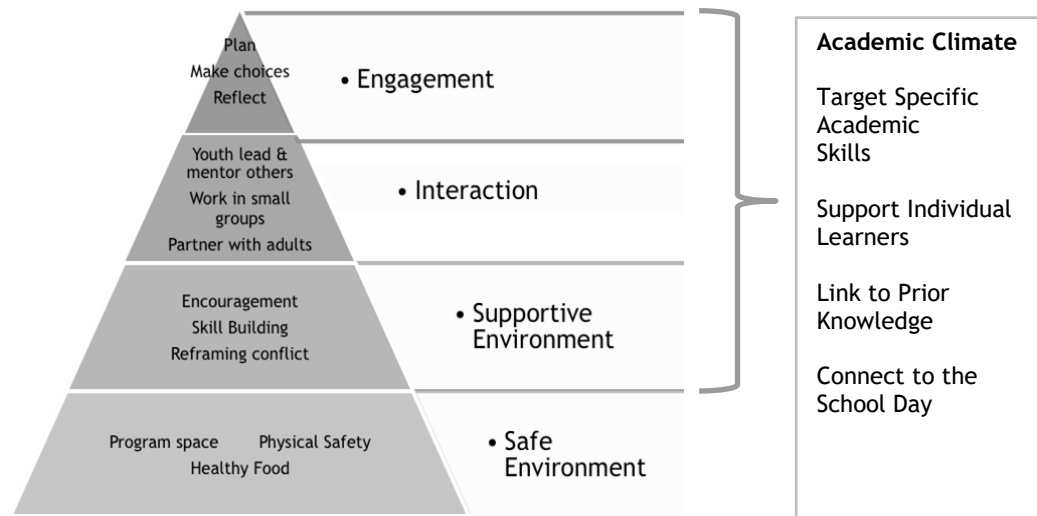 Plan
Make choices
Reflect
• Engagement
Youth lead &
mentor others
Work in small
groups
Partner with adults
• Interaction
Encouragement
Skill Building
Reframing conflict
• Supportive
Environment
Program space Physical Safety
Healthy Food
• Safe
Environment
Academic Climate
Target Specific
Academic
Skills
Support Individual
Learners
Link to Prior
Knowledge
Connect to the
School Day